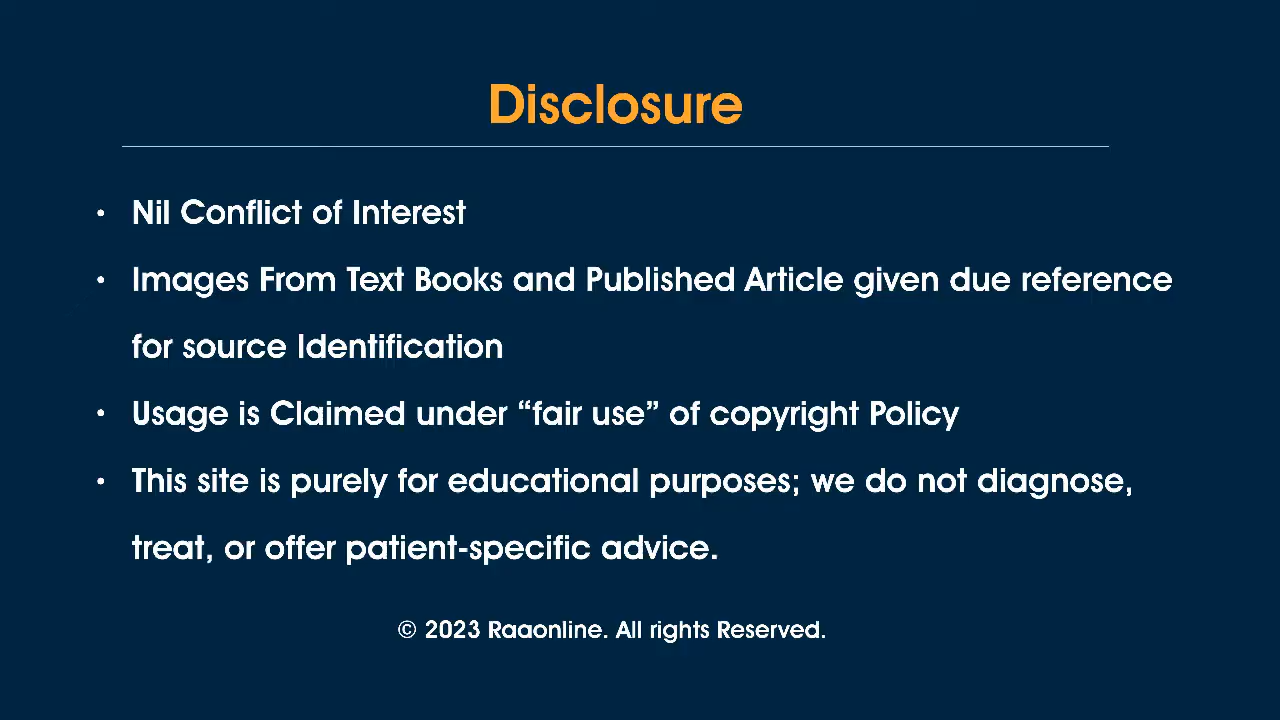 Disclosure
• Nil Conflict of Interest
• Images From Text Books and Published Article given due reference
for source Identification
• Usage is Claimed under “fair use” of copyright Policy
• This site is purely for educational purposes; we do not diagnose,
treat, or offer patient-specific advice.
© 2023 Raaonline. All rights Reserved.